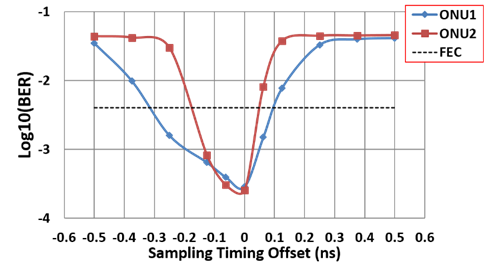 ONU1
ONU2
FEC
Log10(BER)
-1
-2
-3
-4
-0.6 -0.5 -0.4 -0.3 -0.2 -0.1 0 0.1 0.2 0.3 0.4 0.5 0.6
Sampling Timing Offset (ns)